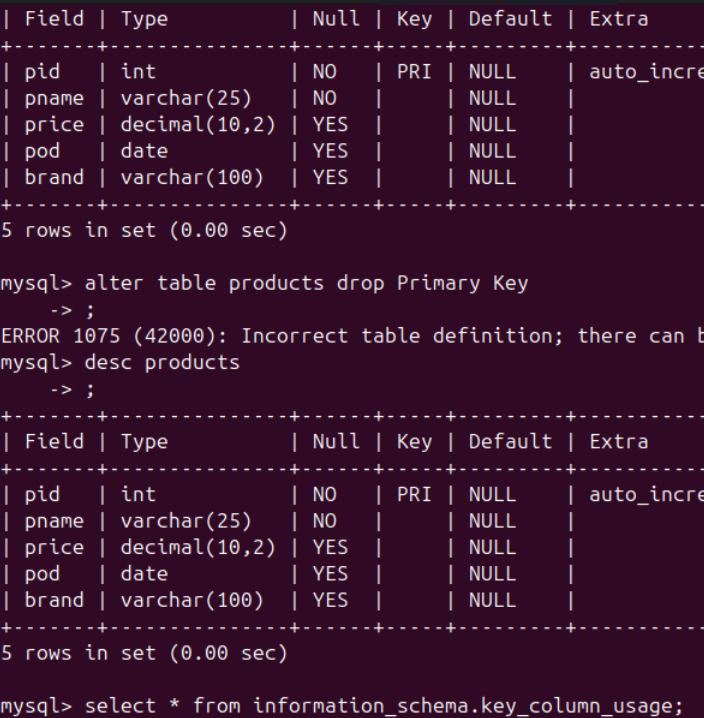 | Field | Type          | Null | Key | Default | Extra
+-------+---------------+------+-----+---------+----------
| pid   | int           | NO   | PRI | NULL    | auto_incre
| pname | varchar(25)   | NO   |     | NULL    |
| price | decimal(10,2) | YES  |     | NULL    |
| pod   | date          | YES  |     | NULL    |
| brand | varchar(100)  | YES  |     | NULL    |
+-------+---------------+------+-----+---------+----------
5 rows in set (0.00 sec)
mysql> alter table products drop Primary Key
    -> ;
ERROR 1075 (42000): Incorrect table definition; there can b
mysql> desc products
    -> ;
+-------+---------------+------+-----+---------+----------
| Field | Type          | Null | Key | Default | Extra
+-------+---------------+------+-----+---------+----------
| pid   | int           | NO   | PRI | NULL    | auto_incre
| pname | varchar(25)   | NO   |     | NULL    |
| price | decimal(10,2) | YES  |     | NULL    |
| pod   | date          | YES  |     | NULL    |
| brand | varchar(100)  | YES  |     | NULL    |
+-------+---------------+------+-----+---------+----------
5 rows in set (0.00 sec)
mysql> select * from information_schema.key_column_usage;